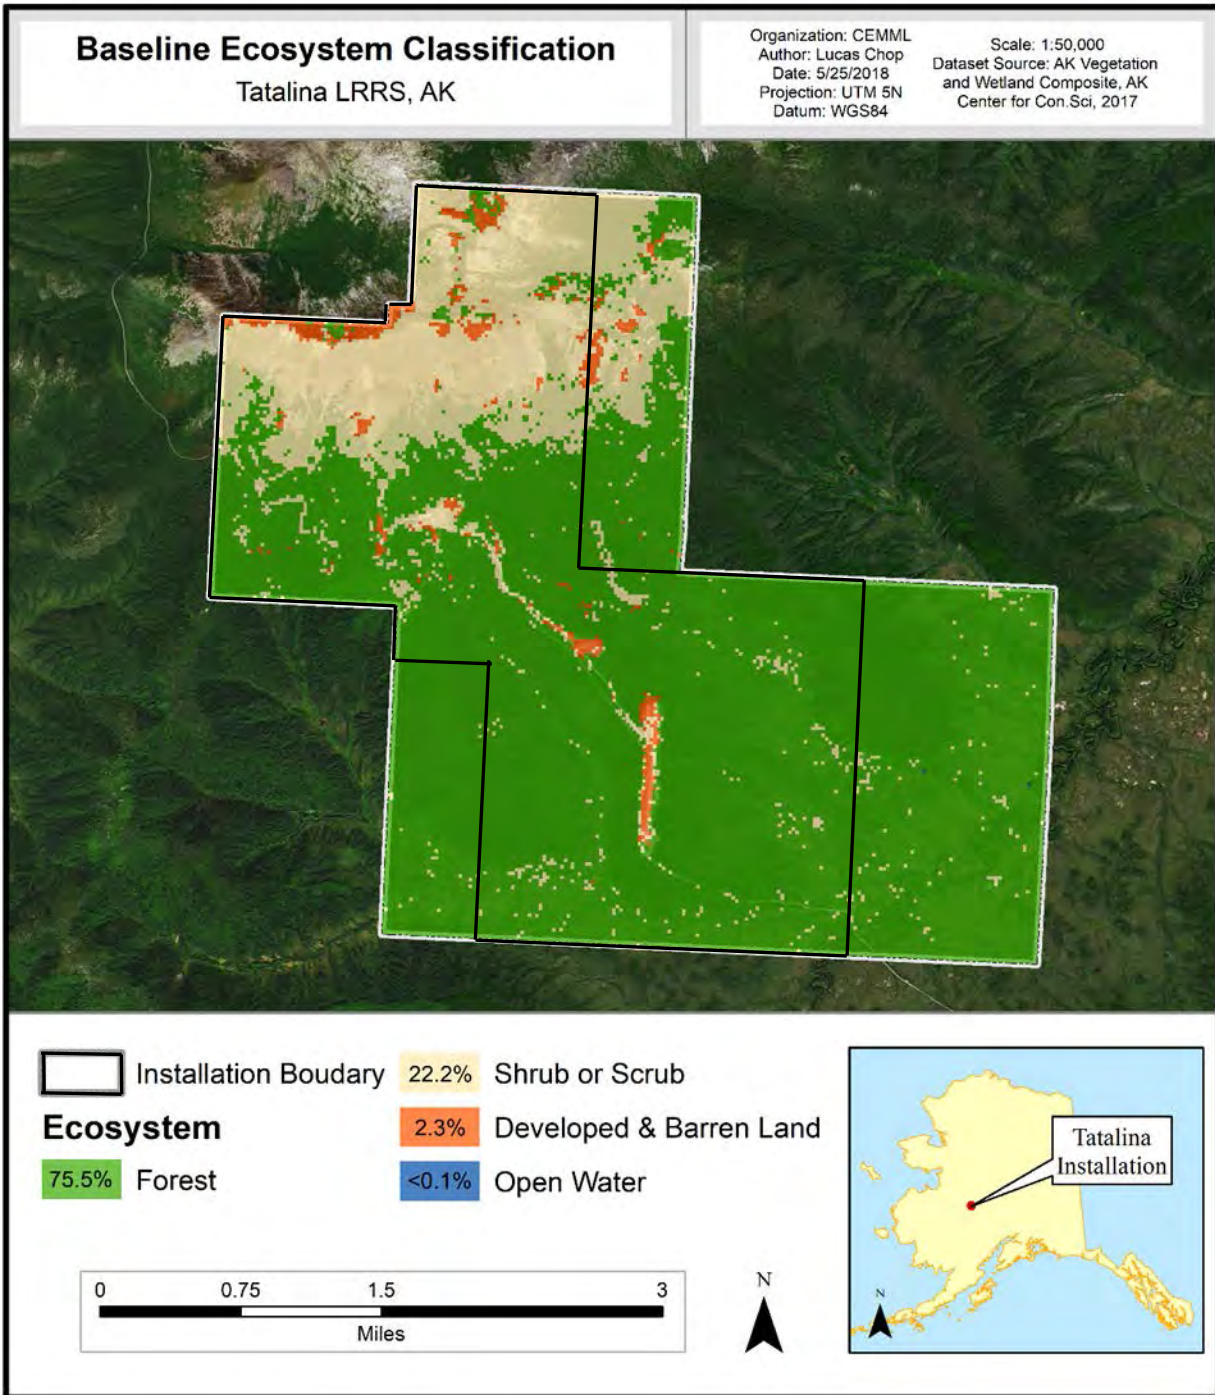 Baseline Ecosystem Classification
Tatalina LRRS, AK
Organization: CEMML
Author: Lucas Chop
Date: 5/25/2018
Projection: UTM 5N
Datum: WGS84
Scale: 1:50,000
Dataset Source: AK Vegetation
and Wetland Composite, AK
Center for Con.Sci, 2017
Installation Boudary
Ecosystem
75.5% Forest
22.2% Shrub or Scrub
2.3% Developed & Barren Land
<0.1% Open Water
0 0.75 1.5 3
Miles
N
Tatalina
Installation
N